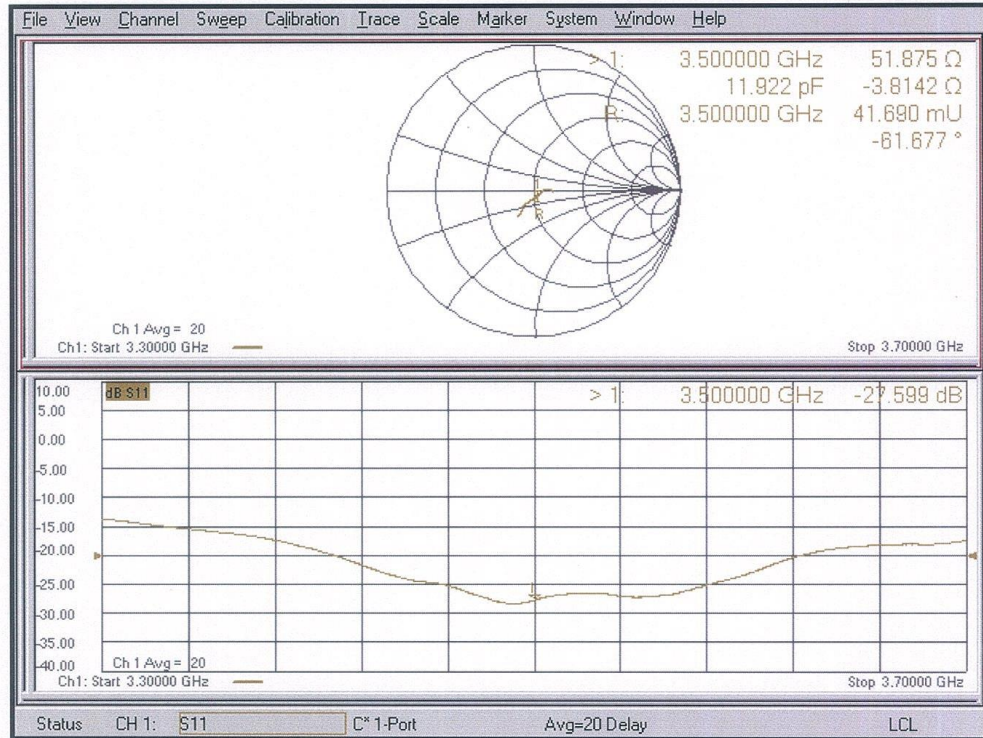 File View Channel Sweep Calibration Trace Scale Marker System Window Help
> 1: 3.500000 GHz 51.875 Ω
11.922 pF -3.8142 Ω
R: 3.500000 GHz 41.690 mU
-61.677 °
1
R
Ch 1 Avg = 20
Ch1: Start 3.30000 GHz
Stop 3.70000 GHz
dB S11
> 1: 3.500000 GHz -27.599 dB
10.00
5.00
0.00
-5.00
-10.00
-15.00
-20.00
-25.00
-30.00
-35.00
-40.00
Ch 1 Avg = 20
Ch1: Start 3.30000 GHz
Stop 3.70000 GHz
Status CH 1: S11 C* 1-Port Avg=20 Delay LCL